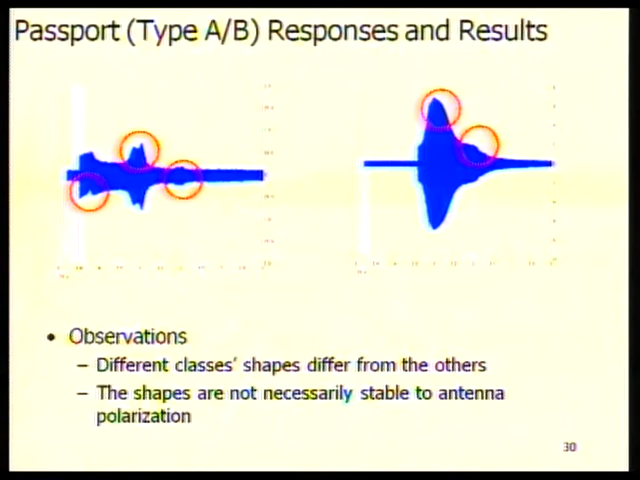 Passport (Type A/B) Responses and Results
• Observations
– Different classes' shapes differ from the others
– The shapes are not necessarily stable to antenna
polarization
30